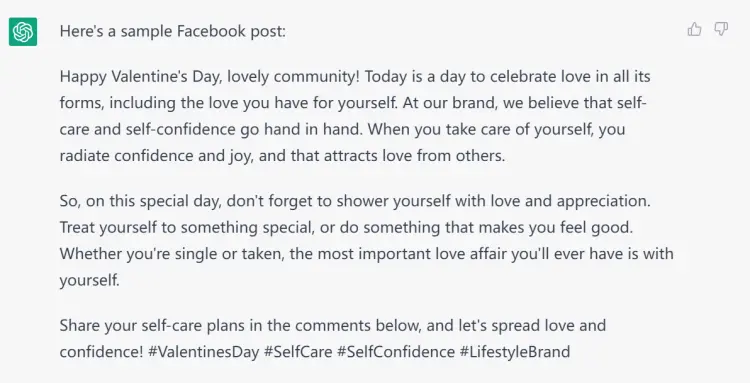 Here's a sample Facebook post:
Happy Valentine's Day, lovely community! Today is a day to celebrate love in all its
forms, including the love you have for yourself. At our brand, we believe that self-
care and self-confidence go hand in hand. When you take care of yourself, you
radiate confidence and joy, and that attracts love from others.
So, on this special day, don't forget to shower yourself with love and appreciation.
Treat yourself to something special, or do something that makes you feel good.
Whether you're single or taken, the most important love affair you'll ever have is with
yourself.
Share your self-care plans in the comments below, and let's spread love and
confidence! #ValentinesDay #SelfCare #SelfConfidence #LifestyleBrand